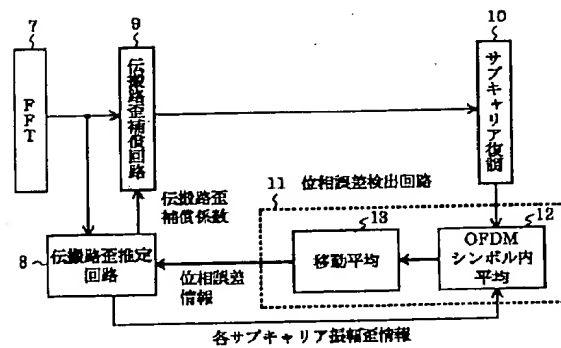 7
9
10
FFT
伝搬路歪補償回路
サブキャリア復調
11 位相誤差検出回路
伝搬路歪
補償係数
13
12
8
伝搬路歪推定
回路
位相誤差
情報
移動平均
OFDM
シンボル内
平均
各サブキャリア振幅歪情報